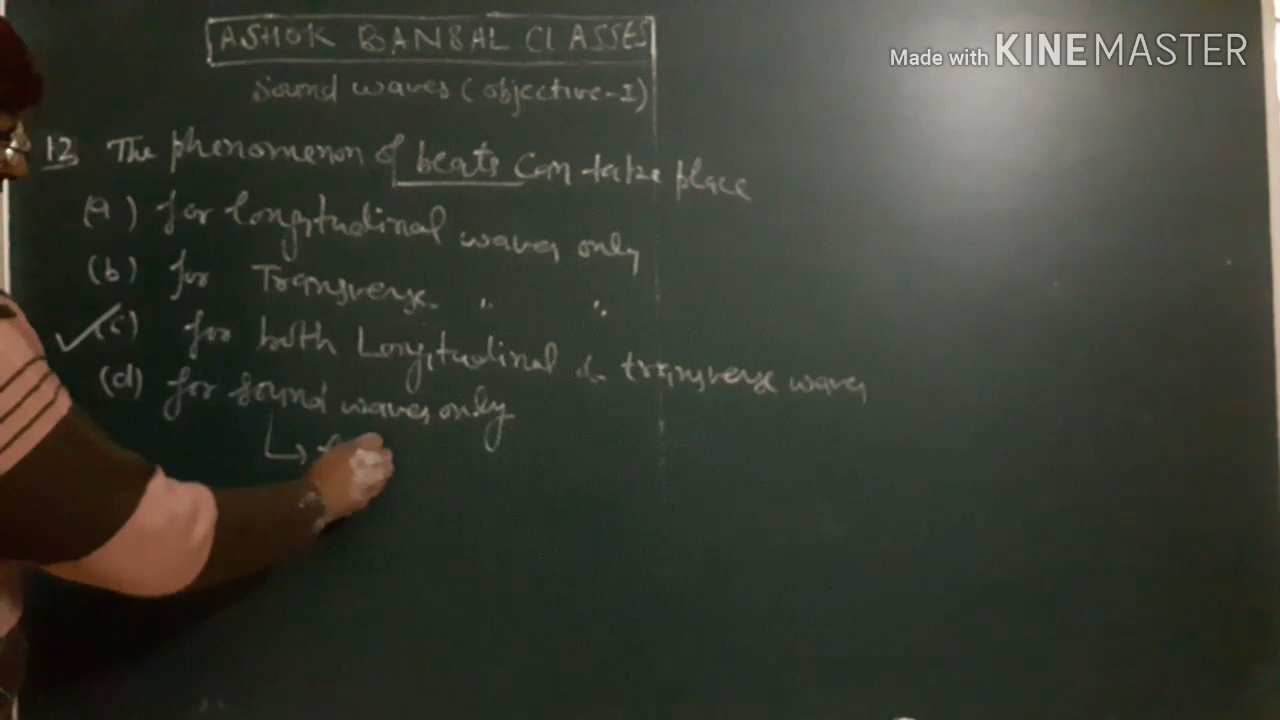 ASHOK BANSAL CLASSES
Made with KINEMASTER
Sound waves (objective-I)
12 The phenomenon of beats can take place
(a) for longitudinal waves only
(b) for Transverse " "
(c) for both Longitudinal & transverse waves
(d) for sound waves only